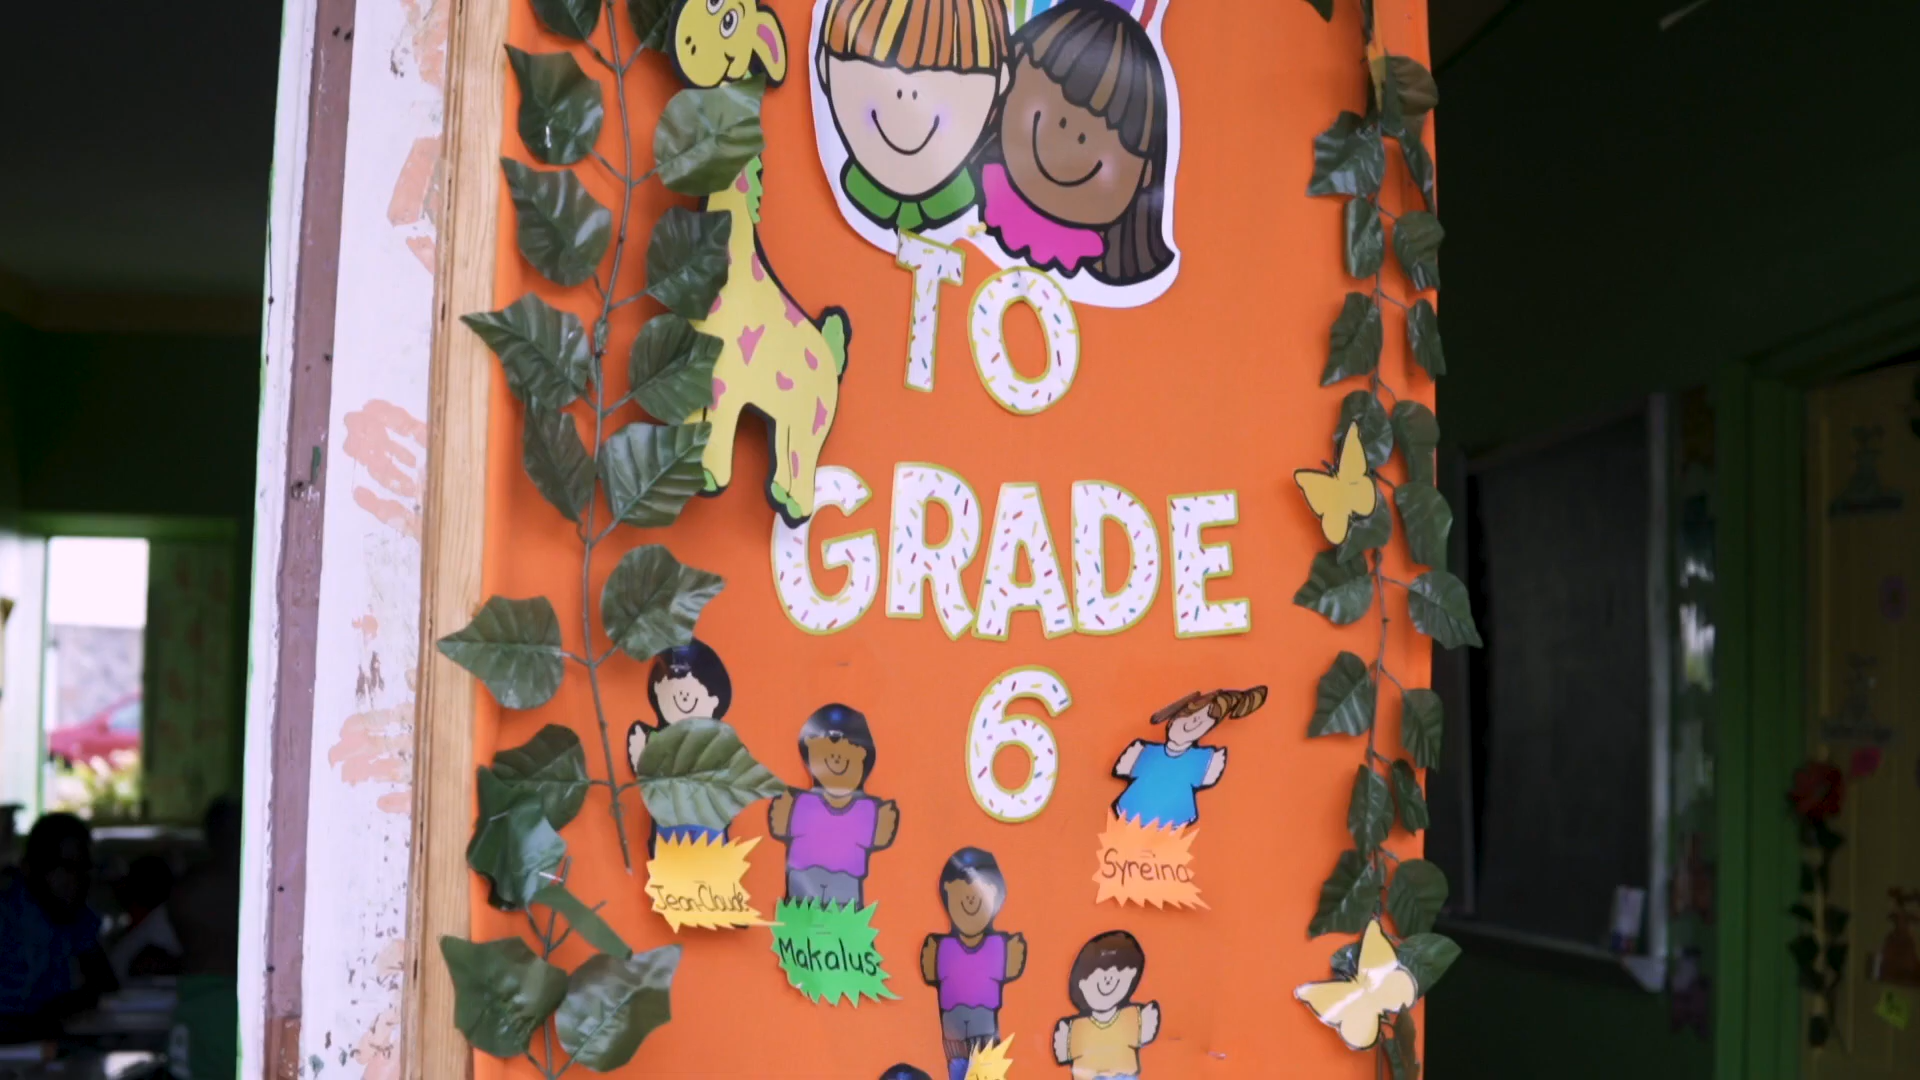 TO
GRADE
6
Syreina
Jean-Claude
Makalus